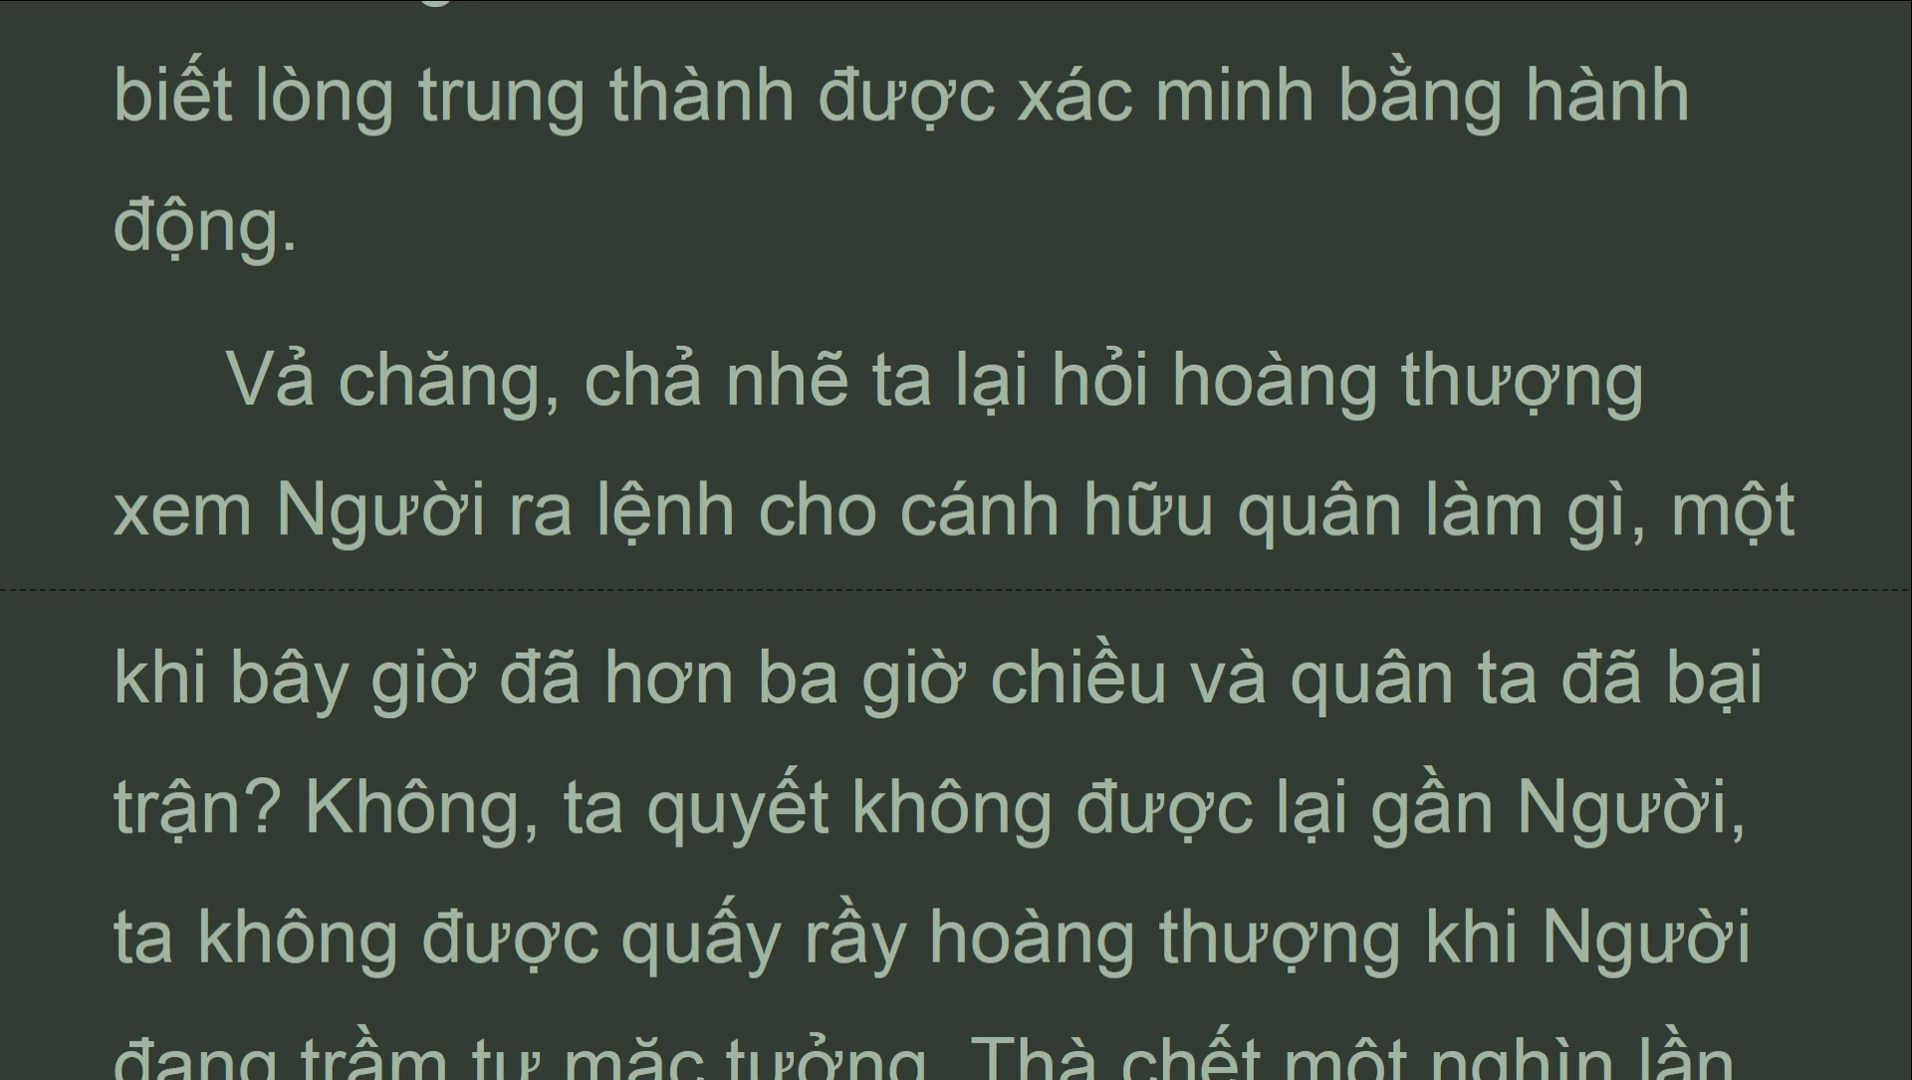 biết lòng trung thành được xác minh bằng hành
động.
Vả chăng, chả nhẽ ta lại hỏi hoàng thượng
xem Người ra lệnh cho cánh hữu quân làm gì, một
khi bây giờ đã hơn ba giờ chiều và quân ta đã bại
trận? Không, ta quyết không được lại gần Người,
ta không được quấy rầy hoàng thượng khi Người
đang trầm tư mặc tưởng. Thà chết một nghìn lần